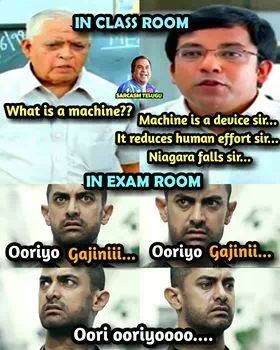 IN CLASS ROOM
SARCASM TELUGU
What is a machine??
Machine is a device sir...
It reduces human effort sir...
Niagara falls sir...
IN EXAM ROOM
Ooriyo Gajiniii...
Ooriyo Gajinii...
Oori ooriyoooo....